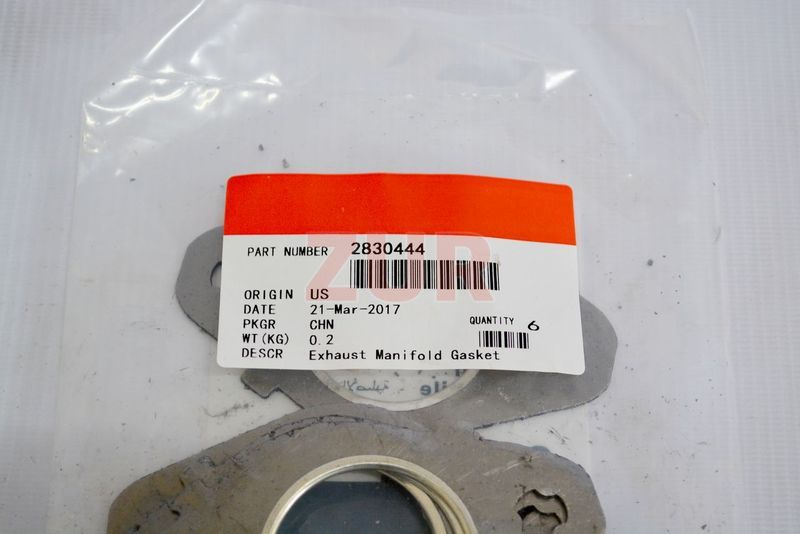 ZUR
PART NUMBER 2830444
ORIGIN US
DATE 21-Mar-2017
PKGR CHN
QUANTITY 6
WT(KG) 0.2
DESCR Exhaust Manifold Gasket
ile